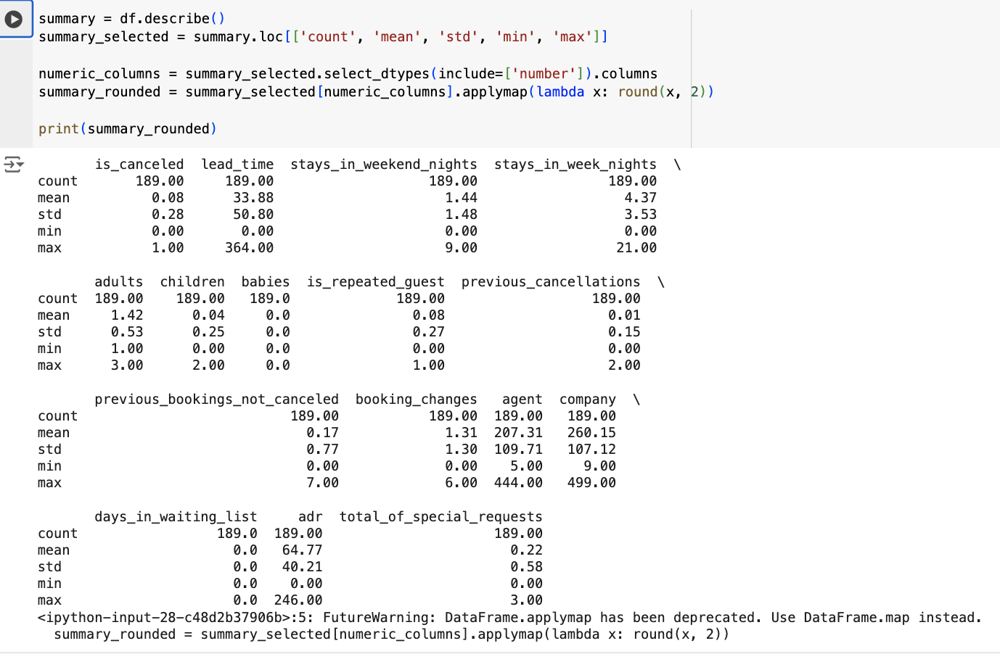 summary = df.describe()
summary_selected = summary.loc[['count', 'mean', 'std', 'min', 'max']]
numeric_columns = summary_selected.select_dtypes(include=['number']).columns
summary_rounded = summary_selected[numeric_columns].applymap(lambda x: round(x, 2))
print(summary_rounded)
is_canceled lead_time stays_in_weekend_nights stays_in_week_nights \
count 189.00 189.00 189.00 189.00
mean 0.08 33.88 1.44 4.37
std 0.28 50.80 1.48 3.53
min 0.00 0.00 0.00 0.00
max 1.00 364.00 9.00 21.00
adults children babies is_repeated_guest previous_cancellations \
count 189.00 189.00 189.0 189.00 189.00
mean 1.42 0.04 0.0 0.08 0.01
std 0.53 0.25 0.0 0.27 0.15
min 1.00 0.00 0.0 0.00 0.00
max 3.00 2.00 0.0 1.00 2.00
previous_bookings_not_canceled booking_changes agent company \
count 189.00 189.00 189.00 189.00
mean 0.17 1.31 207.31 260.15
std 0.77 1.30 109.71 107.12
min 0.00 0.00 5.00 9.00
max 7.00 6.00 444.00 499.00
days_in_waiting_list adr total_of_special_requests
count 189.0 189.00 189.00
mean 0.0 64.77 0.22
std 0.0 40.21 0.58
min 0.0 0.00 0.00
max 0.0 246.00 3.00
<ipython-input-28-c48d2b37906b>:5: FutureWarning: DataFrame.applymap has been deprecated. Use DataFrame.map instead.
summary_rounded = summary_selected[numeric_columns].applymap(lambda x: round(x, 2))